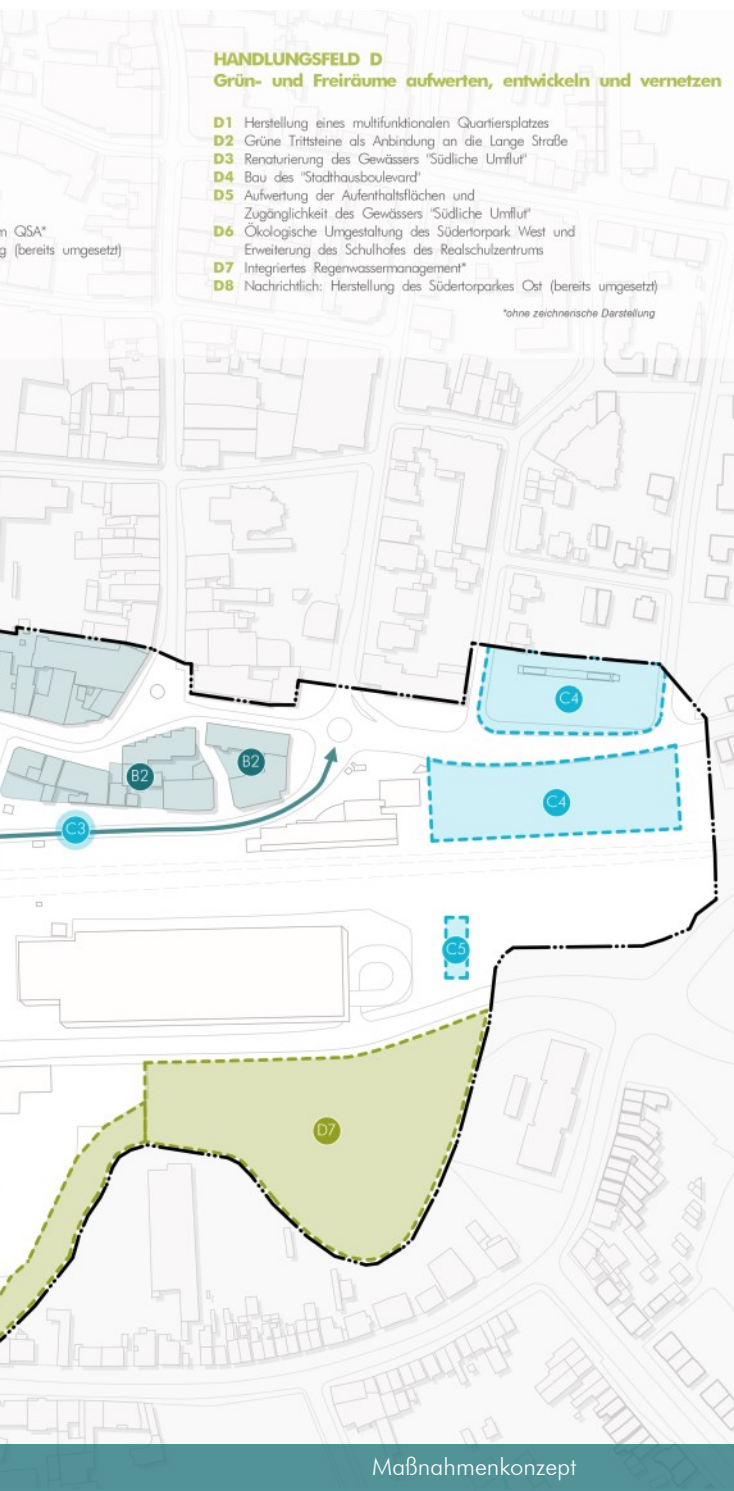 HANDLUNGSFELD D
Grün- und Freiräume aufwerten, entwickeln und vernetzen
D1 Herstellung eines multifunktionalen Quartiersplatzes
D2 Grüne Trittsteine als Anbindung an die Lange Straße
D3 Renaturierung des Gewässers "Südliche Umflut"
D4 Bau des "Stadthausboulevard"
D5 Aufwertung der Aufenthaltsflächen und
Zugänglichkeit des Gewässers "Südliche Umflut"
QSA*
D6 Ökologische Umgestaltung des Südertorpark West und
(bereits umgesetzt)
Erweiterung des Schulhofes des Realschulzentrums
D7 Integriertes Regenwassermanagement*
D8 Nachrichtlich: Herstellung des Südertorparkes Ost (bereits umgesetzt)
*ohne zeichnerische Darstellung
C4
B2
B2
C4
C3
C5
D7
Maßnahmenkonzept